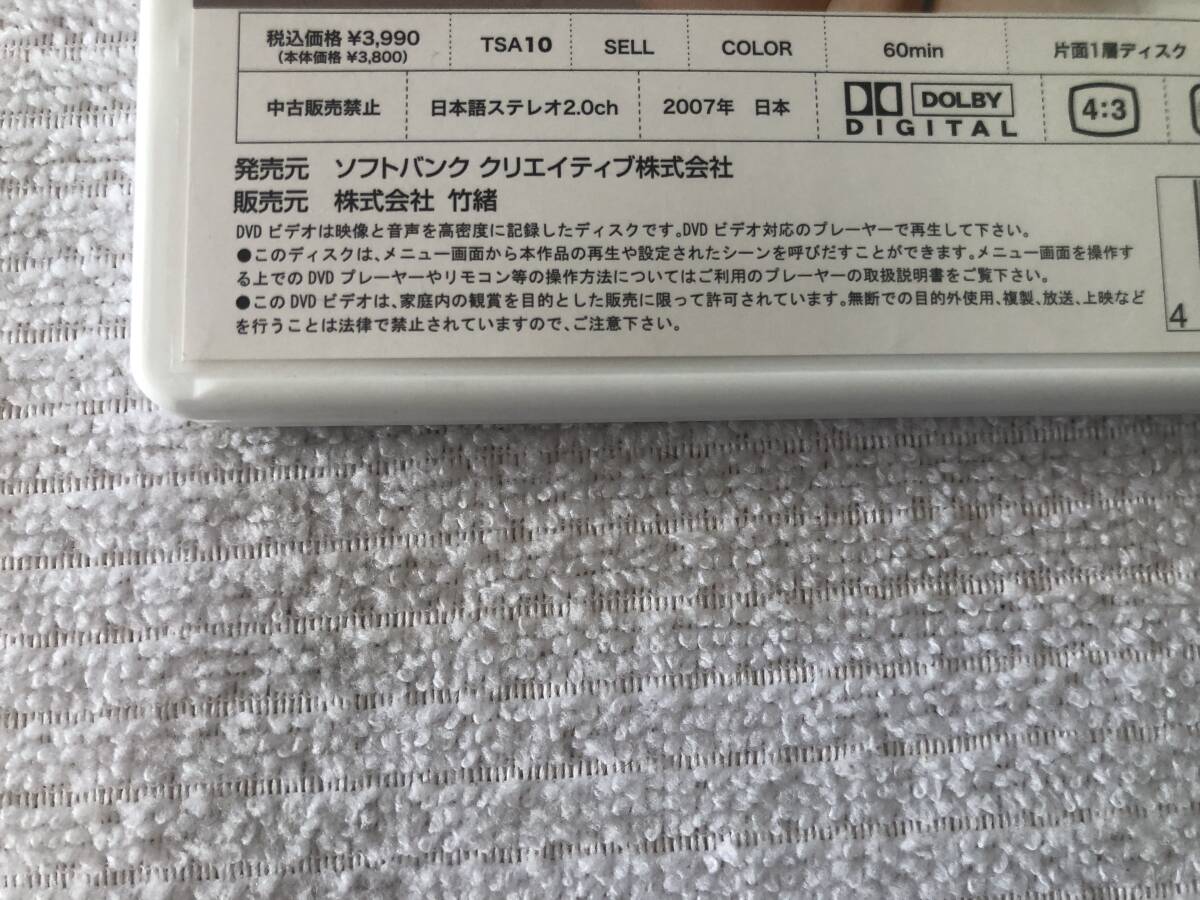 税込価格 ¥3,990 TSA10 SELL COLOR 60min 片面1層ディスク
(本体価格 ¥3,800)
中古販売禁止 日本語ステレオ2.0ch 2007年 日本 DOLBY 4:3
DIGITAL
発売元 ソフトバンク クリエイティブ株式会社
販売元 株式会社 竹緒
DVD ビデオは映像と音声を高密度に記録したディスクです。DVD ビデオ対応のプレーヤーで再生して下さい。
●このディスクは、メニュー画面から本作品の再生や設定されたシーンを呼びだすことができます。メニュー画面を操作す
る上でのDVD プレーヤーやリモコン等の操作方法についてはご利用のプレーヤーの取扱説明書をご覧下さい。
●この DVD ビデオは、家庭内の観賞を目的とした販売に限って許可されています。無断での目的外使用、複製、放送、上映など
を行うことは法律で禁止されていますので、ご注意下さい。
4